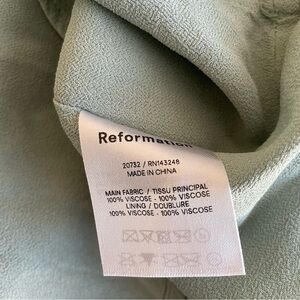 Reformation
20732 / RN143248
MADE IN CHINA
MAIN FABRIC / TISSU PRINCIPAL
100% VISCOSE - 100% VISCOSE
LINING / DOUBLURE
100% VISCOSE - 100% VISCOSE